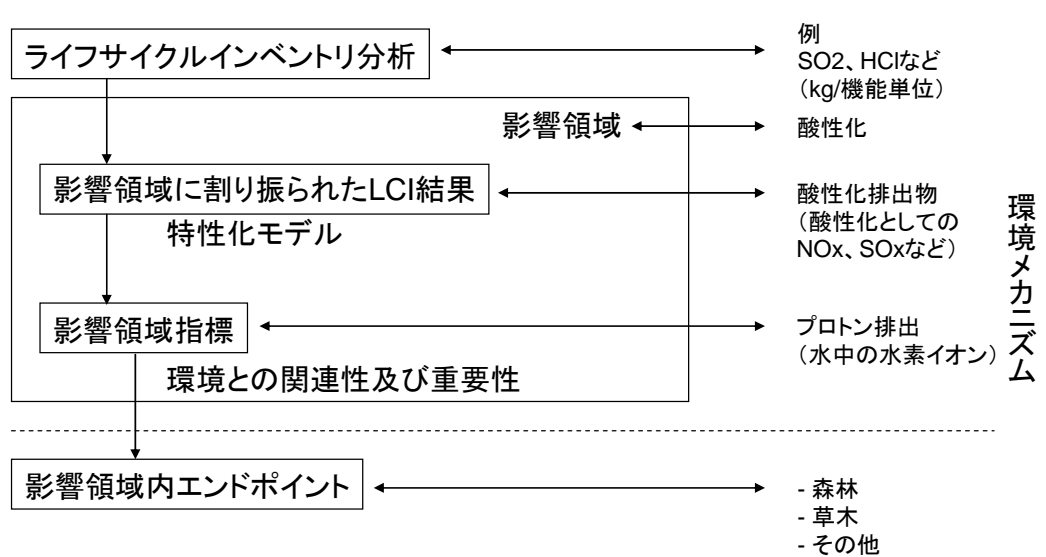 ライフサイクルインベントリ分析
例
SO2、HClなど
（kg/機能単位）
影響領域
酸性化
影響領域に割り振られたLCI結果
特性化モデル
酸性化排出物
（酸性化としての
NOx、SOxなど）
影響領域指標
プロトン排出
（水中の水素イオン）
環境との関連性及び重要性
環境メカニズム
影響領域内エンドポイント
- 森林
- 草木
- その他